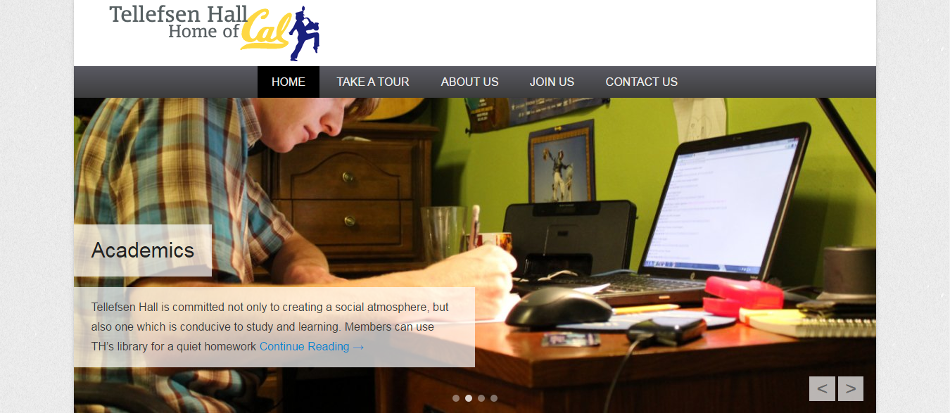 Tellefsen Hall
Home of Cal
HOME TAKE A TOUR ABOUT US JOIN US CONTACT US
Academics
Tellefsen Hall is committed not only to creating a social atmosphere, but
also one which is conducive to study and learning. Members can use
TH's library for a quiet homework Continue Reading →
< >